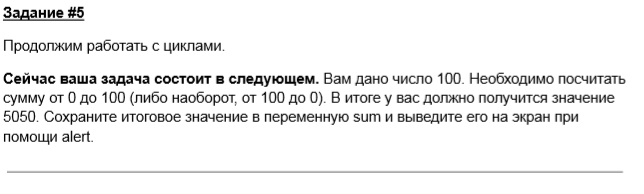 Задание #5
Продолжим работать с циклами.
Сейчас ваша задача состоит в следующем. Вам дано число 100. Необходимо посчитать
сумму от 0 до 100 (либо наоборот, от 100 до 0). В итоге у вас должно получится значение
5050. Сохраните итоговое значение в переменную sum и выведите его на экран при
помощи alert.